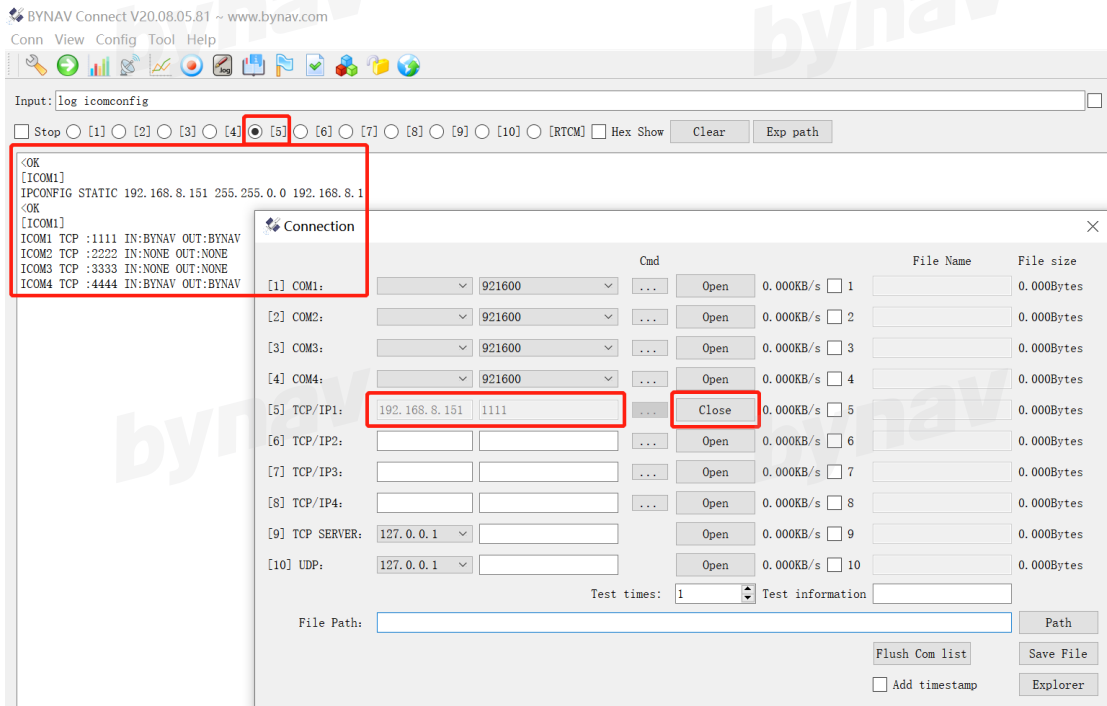 BYNAV Connect V20.08.05.81 ~ www.bynav.com
Conn View Config Tool Help
.log
Input: log icomconfig
Stop [1] [2] [3] [4] [5] [6] [7] [8] [9] [10] [RTCM] Hex Show Clear Exp path
<OK
[ICOM1]
IPCONFIG STATIC 192.168.8.151 255.255.0.0 192.168.8.1
<OK
[ICOM1]
ICOM1 TCP :1111 IN:BYNAV OUT:BYNAV
ICOM2 TCP :2222 IN:NONE OUT:NONE
ICOM3 TCP :3333 IN:NONE OUT:NONE
ICOM4 TCP :4444 IN:BYNAV OUT:BYNAV
Connection
Cmd File Name File size
[1] COM1: 921600 ... Open 0.000KB/s 1 0.000Bytes
[2] COM2: 921600 ... Open 0.000KB/s 2 0.000Bytes
[3] COM3: 921600 ... Open 0.000KB/s 3 0.000Bytes
[4] COM4: 921600 ... Open 0.000KB/s 4 0.000Bytes
[5] TCP/IP1: 192.168.8.151 1111 ... Close 0.000KB/s 5 0.000Bytes
[6] TCP/IP2: ... Open 0.000KB/s 6 0.000Bytes
[7] TCP/IP3: ... Open 0.000KB/s 7 0.000Bytes
[8] TCP/IP4: ... Open 0.000KB/s 8 0.000Bytes
[9] TCP SERVER: 127.0.0.1 Open 0.000KB/s 9 0.000Bytes
[10] UDP: 127.0.0.1 Open 0.000KB/s 10 0.000Bytes
Test times: 1 Test information
File Path: Path
Flush Com list Save File
Add timestamp Explorer
bynav
bynav
bynav
bynav